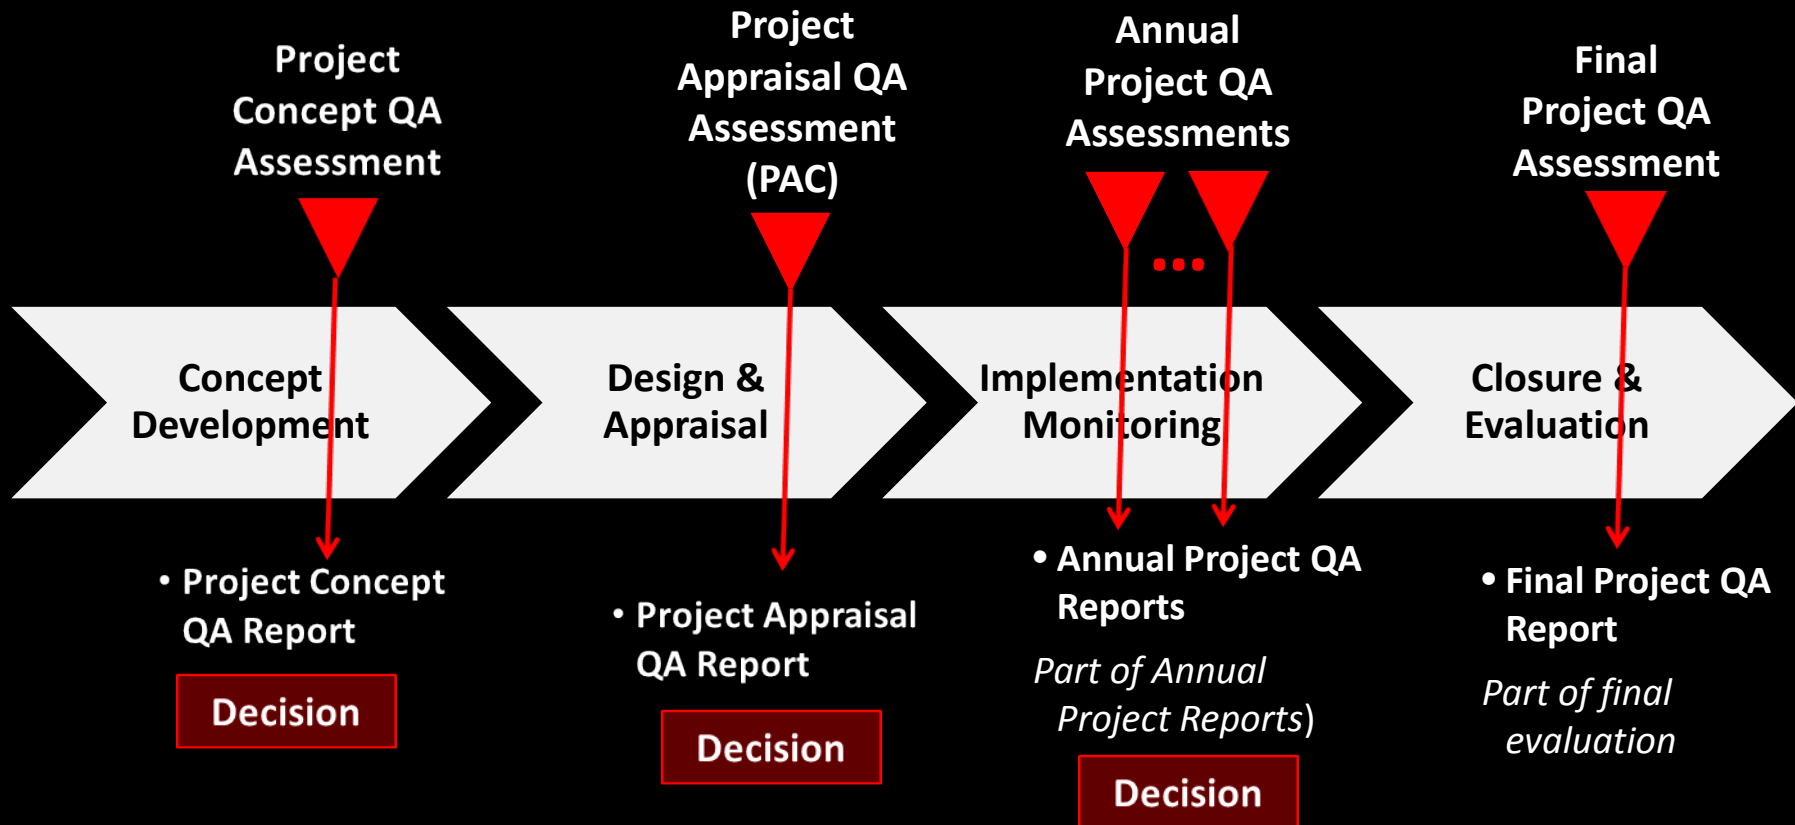 Project
Concept QA
Assessment
Project
Appraisal QA
Assessment
(PAC)
Annual
Project QA
Assessments
Final
Project QA
Assessment
...
Concept
Development
Design &
Appraisal
Implementation
Monitoring
Closure &
Evaluation
• Project Concept
QA Report
Decision
• Project Appraisal
QA Report
Decision
• Annual Project QA
Reports
Part of Annual
Project Reports)
Decision
• Final Project QA
Report
Part of final
evaluation